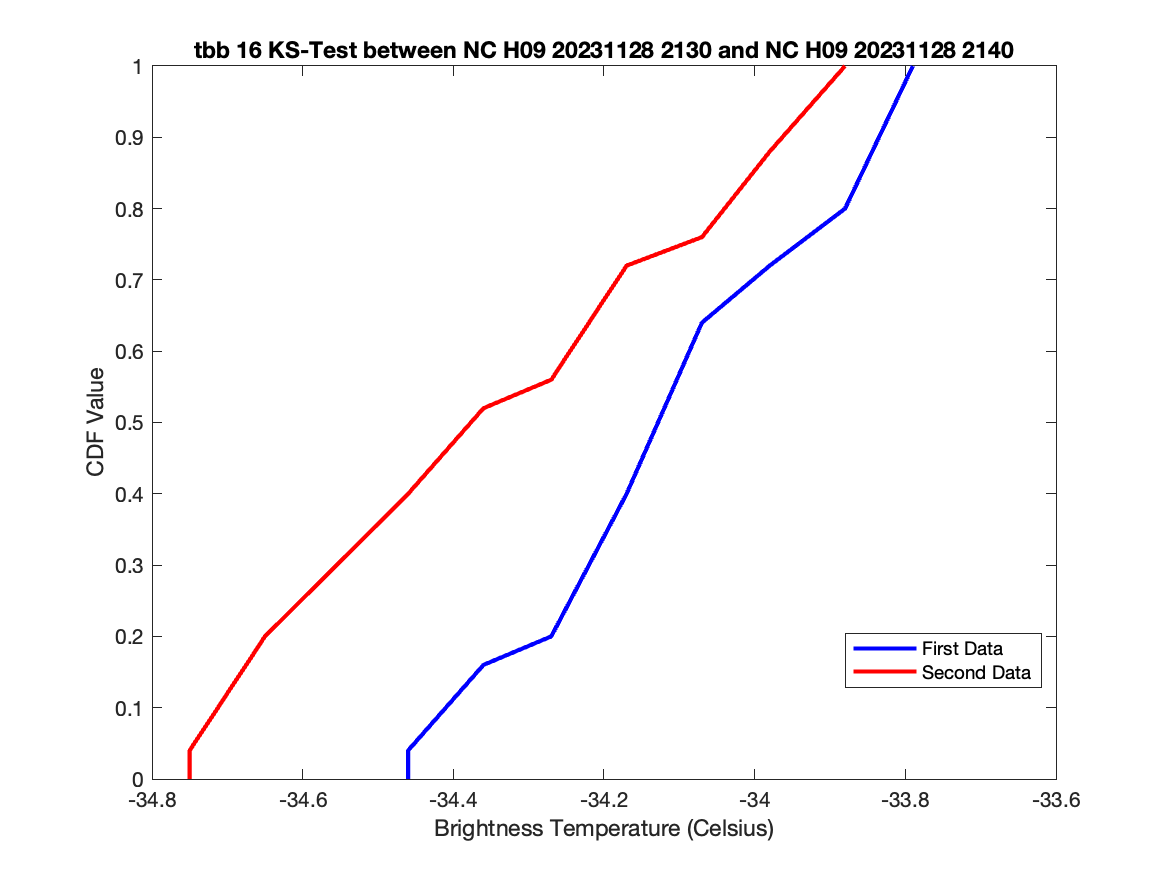 tbb 16 KS-Test between NC H09 20231128 2130 and NC H09 20231128 2140
1
0.9
0.8
0.7
0.6
0.5
0.4
0.3
0.2
0.1
0
CDF Value
First Data
Second Data
-34.8 -34.6 -34.4 -34.2 -34 -33.8 -33.6
Brightness Temperature (Celsius)